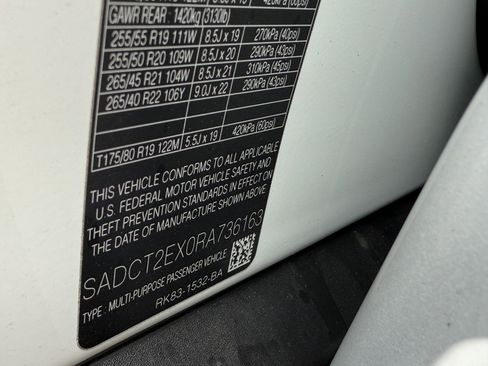 GAWR REAR : 1420kg (3130lb)
255/55 R19 111W 8.5J x 19 270kPa (40psi)
255/50 R20 109W 8.5J x 20 290kPa (43psi)
265/45 R21 104W 8.5J x 21 310kPa (45psi)
265/40 R22 106Y 9.0J x 22 290kPa (43psi)
T175/80 R19 122M 5.5J x 19 420kPa (60psi)
THIS VEHICLE CONFORMS TO ALL APPLICABLE
U.S. FEDERAL MOTOR VEHICLE SAFETY AND
THEFT PREVENTION STANDARDS IN EFFECT ON
THE DATE OF MANUFACTURE SHOWN ABOVE
SADCT2EX0RA736163
TYPE : MULTI-PURPOSE PASSENGER VEHICLE
RK83-1532-BA